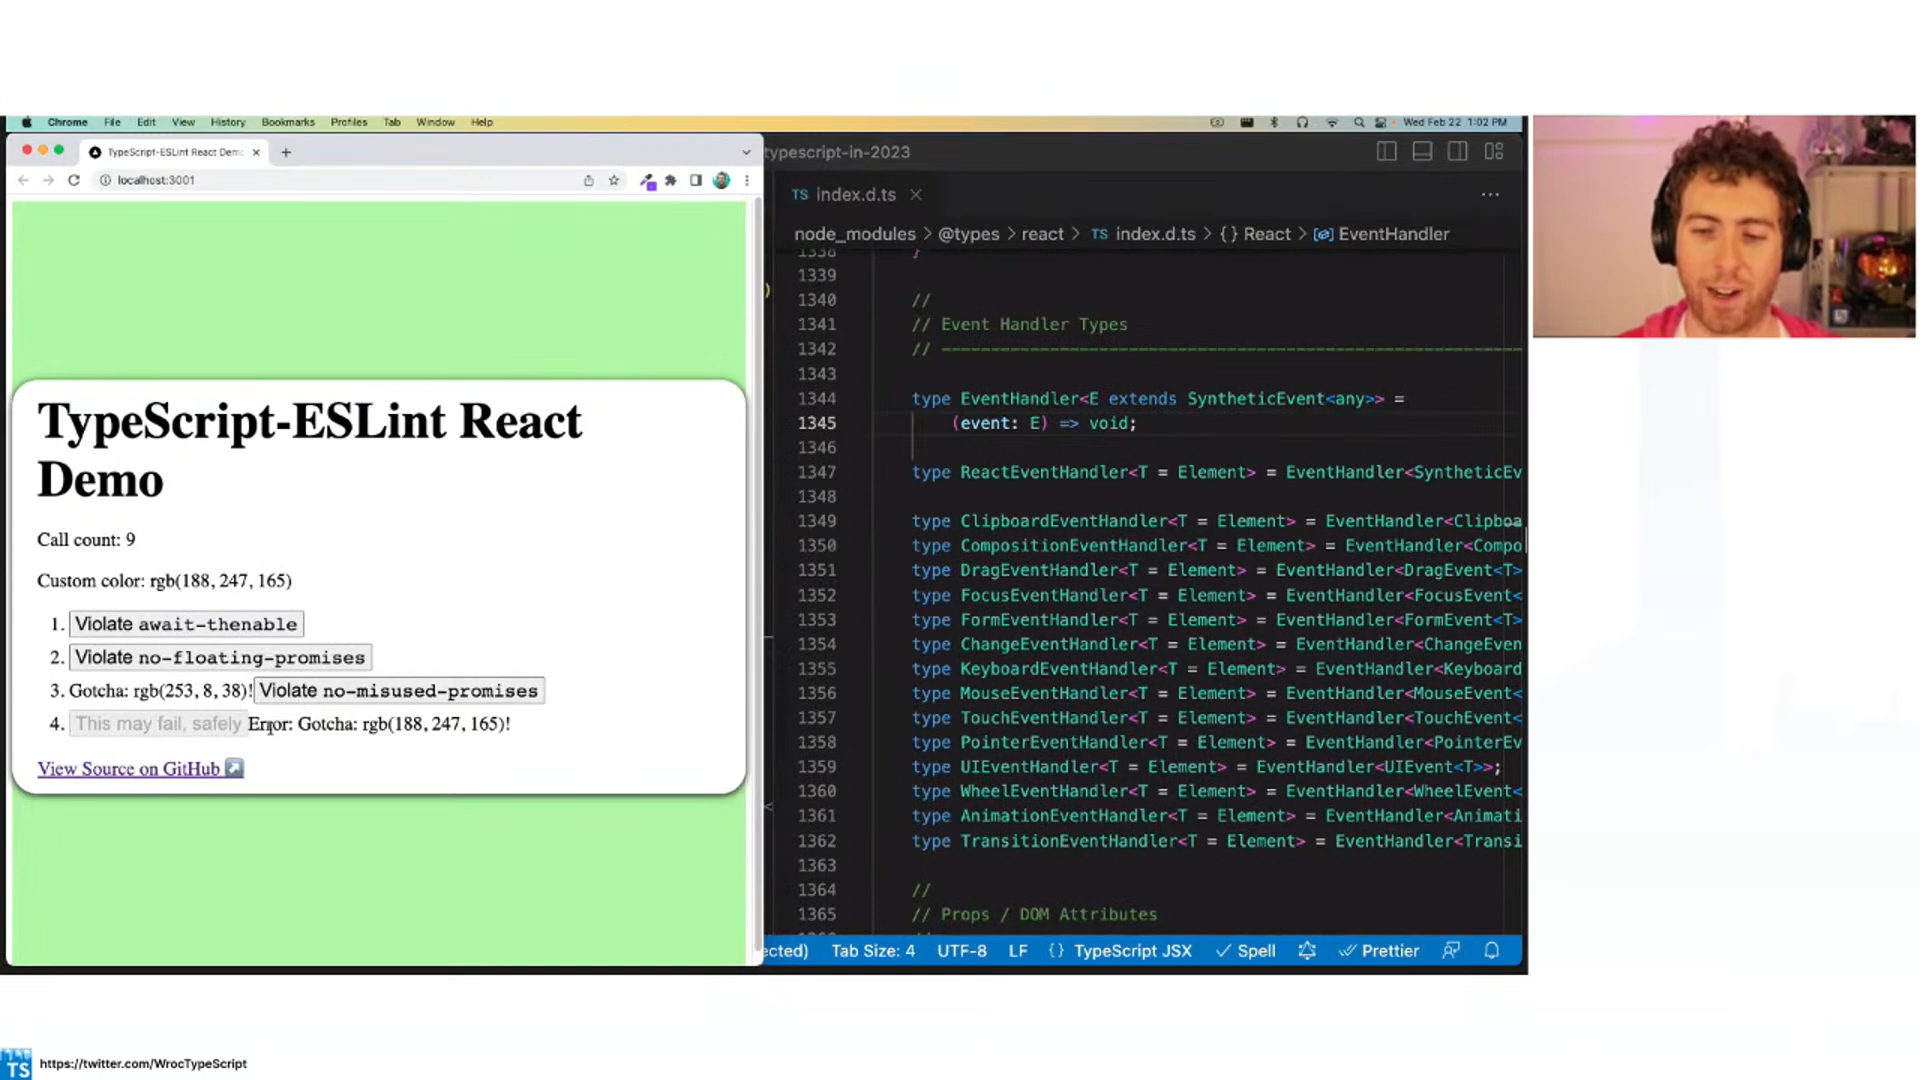 Chrome File Edit View History Bookmarks Profiles Tab Window Help
Wed Feb 22 1:02 PM
TypeScript-ESLint React Dem
localhost:3001
TypeScript-ESLint React
Demo
Call count: 9
Custom color: rgb(188, 247, 165)
1. Violate await-thenable
2. Violate no-floating-promises
3. Gotcha: rgb(253, 8, 38)! Violate no-misused-promises
4. This may fail, safely Error: Gotcha: rgb(188, 247, 165)!
View Source on GitHub
typescript-in-2023
TS index.d.ts
node_modules > @types > react > TS index.d.ts > {} React > EventHandler
1338 }
1339
1340 //
1341 // Event Handler Types
1342 // ----------------------------------------------------------------------
1343
1344 type EventHandler<E extends SyntheticEvent<any>> =
1345 (event: E) => void;
1346
1347 type ReactEventHandler<T = Element> = EventHandler<SyntheticEv
1348
1349 type ClipboardEventHandler<T = Element> = EventHandler<Clipboa
1350 type CompositionEventHandler<T = Element> = EventHandler<Compo
1351 type DragEventHandler<T = Element> = EventHandler<DragEvent<T>
1352 type FocusEventHandler<T = Element> = EventHandler<FocusEvent<
1353 type FormEventHandler<T = Element> = EventHandler<FormEvent<T>
1354 type ChangeEventHandler<T = Element> = EventHandler<ChangeEven
1355 type KeyboardEventHandler<T = Element> = EventHandler<Keyboard
1356 type MouseEventHandler<T = Element> = EventHandler<MouseEvent<
1357 type TouchEventHandler<T = Element> = EventHandler<TouchEvent<
1358 type PointerEventHandler<T = Element> = EventHandler<PointerEv
1359 type UIEventHandler<T = Element> = EventHandler<UIEvent<T>>;
1360 type WheelEventHandler<T = Element> = EventHandler<WheelEvent<
1361 type AnimationEventHandler<T = Element> = EventHandler<Animati
1362 type TransitionEventHandler<T = Element> = EventHandler<Transi
1363
1364 //
1365 // Props / DOM Attributes
ected) Tab Size: 4 UTF-8 LF {} TypeScript JSX Spell Prettier
TS https://twitter.com/WrocTypeScript